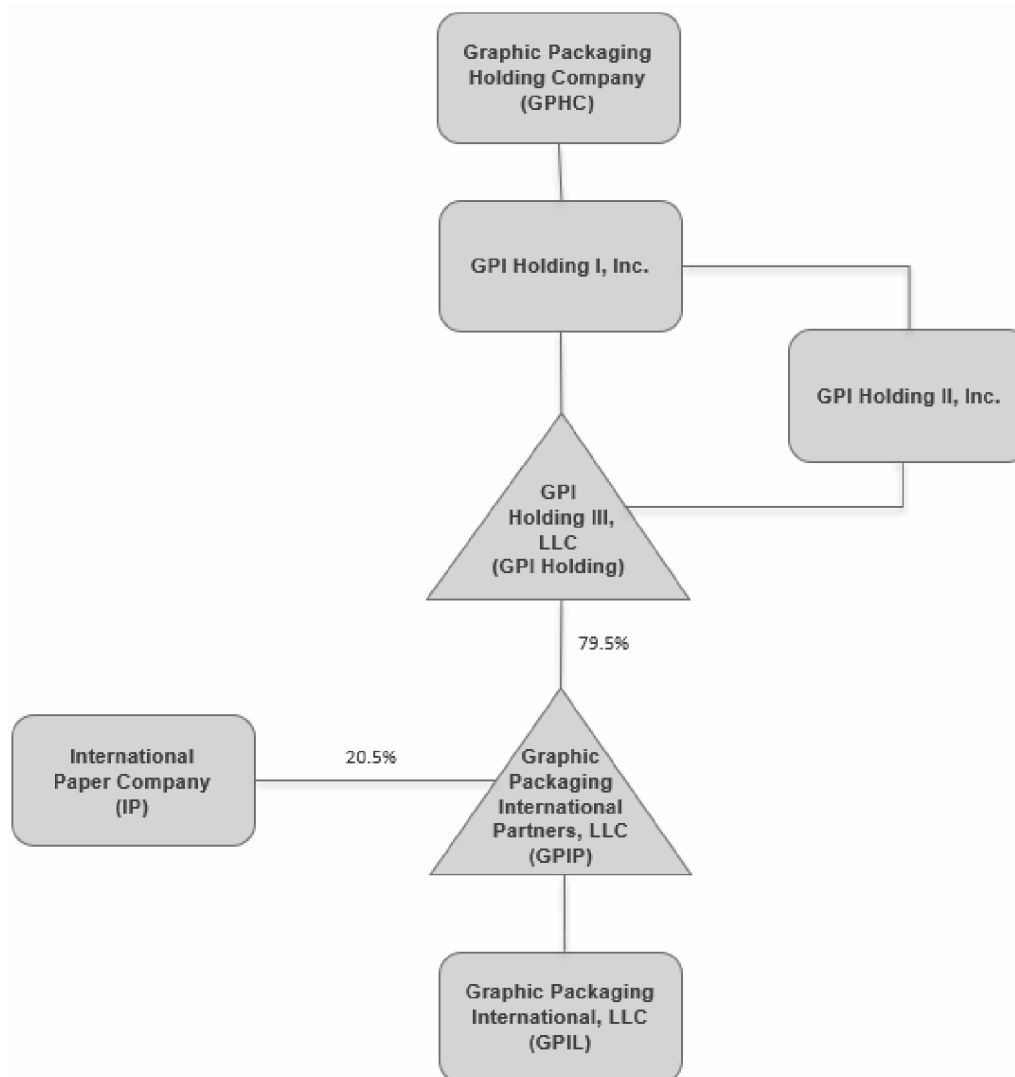 Graphic Packaging
Holding Company
(GPHC)
GPI Holding I, Inc.
GPI Holding II, Inc.
GPI
Holding III,
LLC
(GPI Holding)
79.5%
International
Paper Company
(IP)
20.5%
Graphic
Packaging
International
Partners, LLC
(GPIP)
Graphic Packaging
International, LLC
(GPIL)